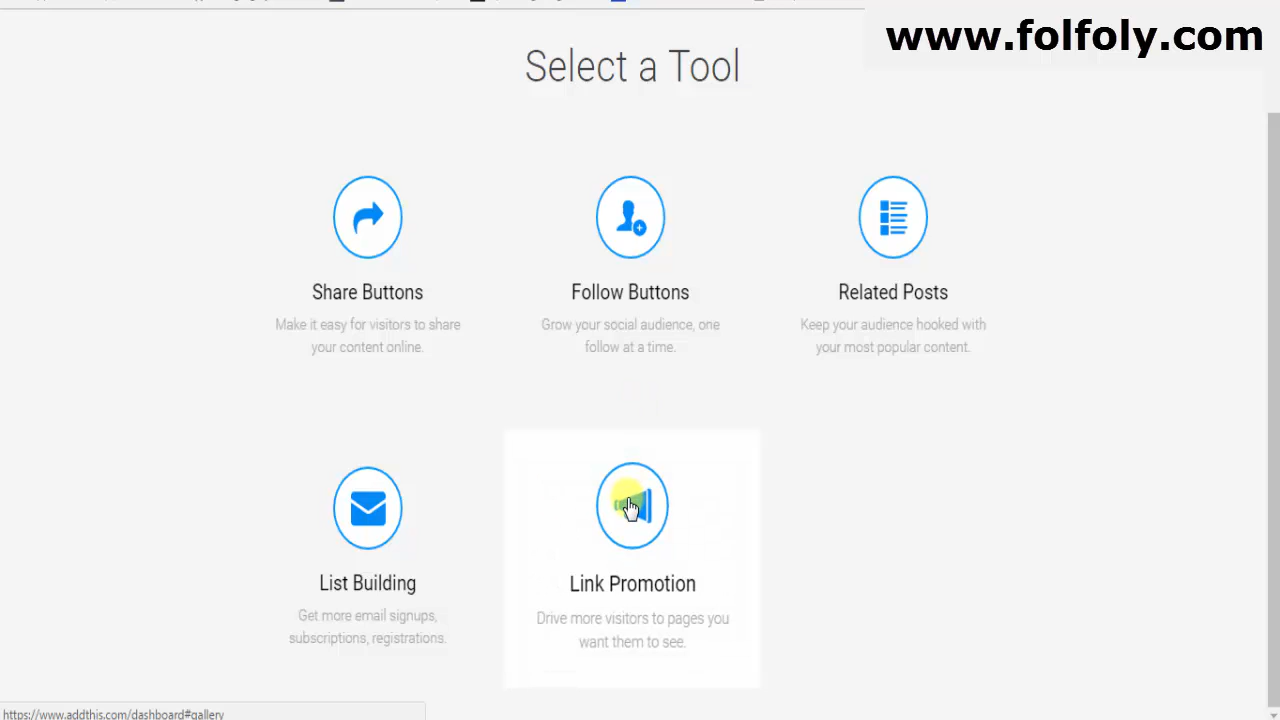 www.folfoly.com
Select a Tool
Share Buttons
Make it easy for visitors to share
your content online.
Follow Buttons
Grow your social audience, one
follow at a time.
Related Posts
Keep your audience hooked with
your most popular content.
List Building
Get more email signups,
subscriptions, registrations.
Link Promotion
Drive more visitors to pages you
want them to see.
https://www.addthis.com/dashboard#gallery